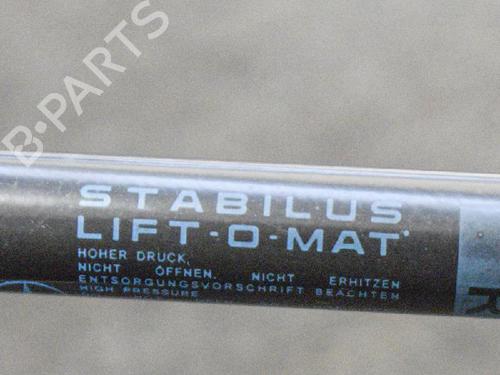 B-PARTS
STABILUS
LIFT-O-MAT
HOHER DRUCK,
NICHT ÖFFNEN, NICHT ERHITZEN
ENTSORGUNGSVORSCHRIFT BEACHTEN
HIGH PRESSURE
R